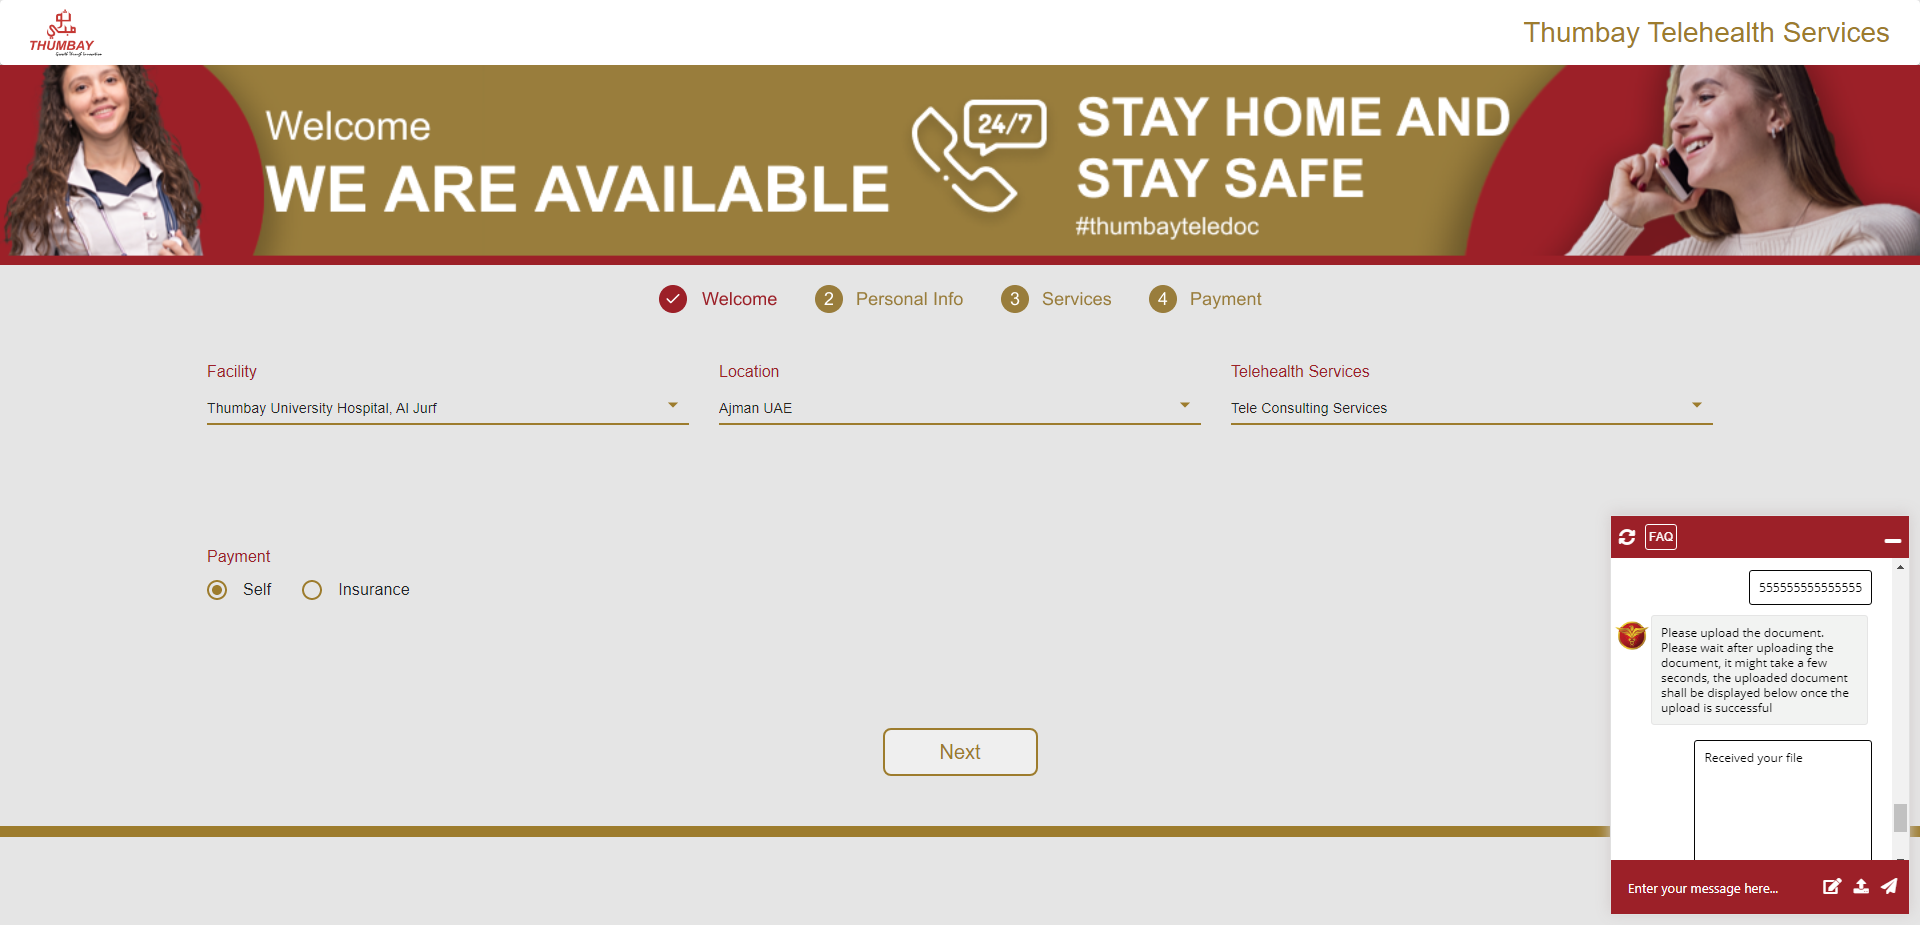 ثومبي
THUMBAY
Thumbay Telehealth Services
Welcome
WE ARE AVAILABLE
24/7
STAY HOME AND
STAY SAFE
#thumbayteledoc
Welcome
2 Personal Info
3 Services
4 Payment
Facility
Thumbay University Hospital, Al Jurf
Location
Ajman UAE
Telehealth Services
Tele Consulting Services
Payment
Self
Insurance
Next
FAQ
555555555555555
Please upload the document.
Please wait after uploading the
document, it might take a few
seconds, the uploaded document
shall be displayed below once the
upload is successful
Received your file
Enter your message here...